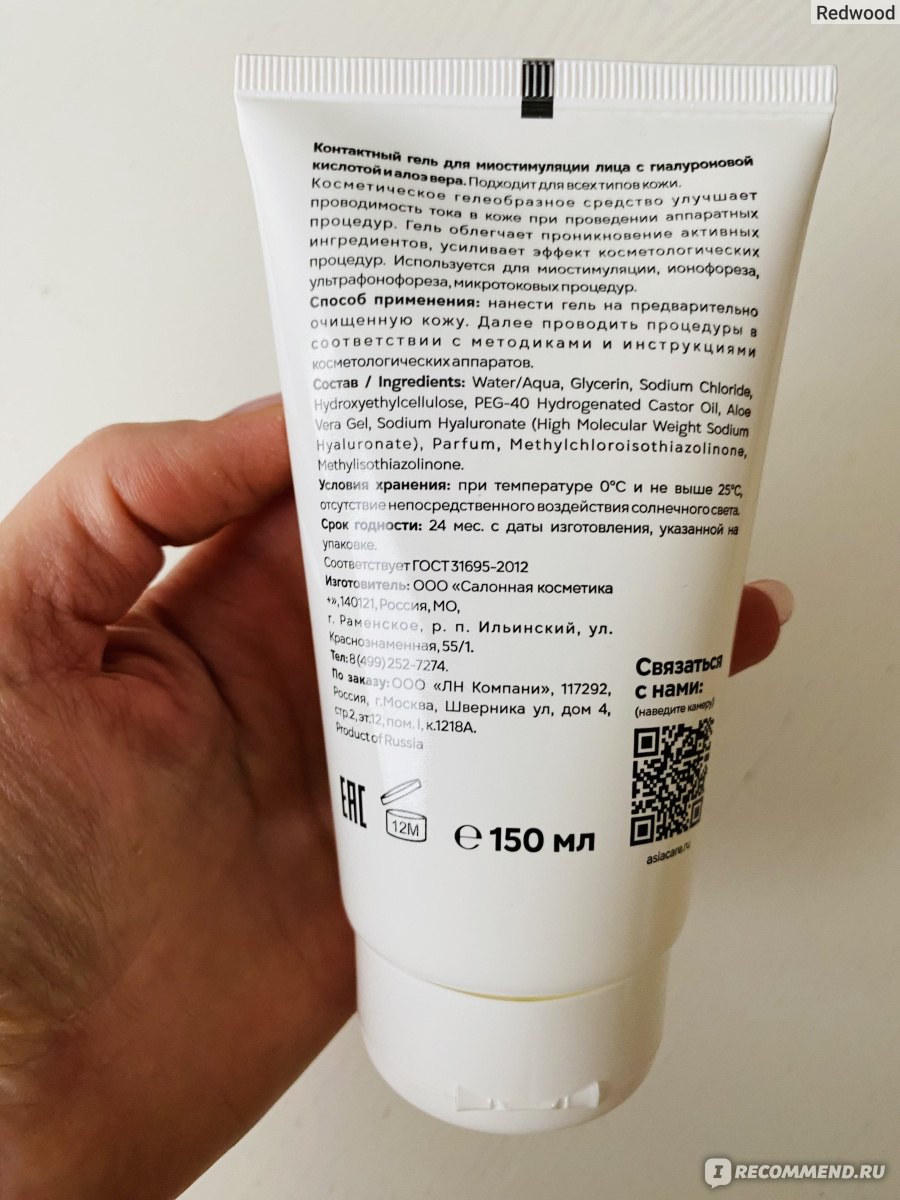 Redwood
Контактный гель для миостимуляции лица с гиалуроновой
кислотой и алоэ вера. Подходит для всех типов кожи.
Косметическое гелеобразное средство улучшает
проводимость тока в коже при проведении аппаратных
процедур. Гель облегчает проникновение активных
ингредиентов, усиливает эффект косметологических
процедур. Используется для миостимуляции, ионофореза,
ультрафонофореза, микротоковых процедур.
Способ применения: нанести гель на предварительно
очищенную кожу. Далее проводить процедуры в
соответствии с методиками и инструкциями
косметологических аппаратов.
Состав / Ingredients: Water/Aqua, Glycerin, Sodium Chloride,
Hydroxyethylcellulose, PEG-40 Hydrogenated Castor Oil, Aloe
Vera Gel, Sodium Hyaluronate (High Molecular Weight Sodium
Hyaluronate), Parfum, Methylchloroisothiazolinone,
Methylisothiazolinone.
Условия хранения: при температуре 0°C и не выше 25°C,
отсутствие непосредственного воздействия солнечного света.
Срок годности: 24 мес. с даты изготовления, указанной на
упаковке.
Соответствует ГОСТ 31695-2012
Изготовитель: ООО «Салонная косметика
+», 140121, Россия, МО,
г. Раменское, р. п. Ильинский, ул.
Краснознаменная, 55/1.
Тел: 8 (499) 252-7274.
По заказу: ООО «ЛН Компани», 117292,
Россия, г.Москва, Шверника ул, дом 4,
стр.2, эт.12, пом. I, к.1218А.
Product of Russia
Связаться
с нами:
(наведите камеру)
asiacare.ru
EAC
12M
℮ 150 мл
I RECOMMEND.RU